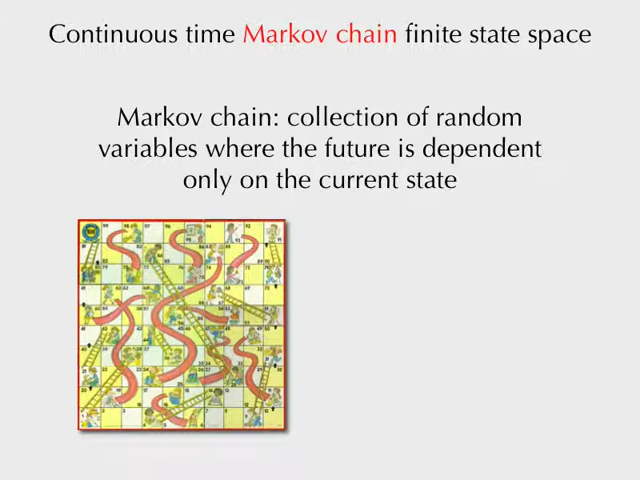 Continuous time Markov chain finite state space
Markov chain: collection of random
variables where the future is dependent
only on the current state
100